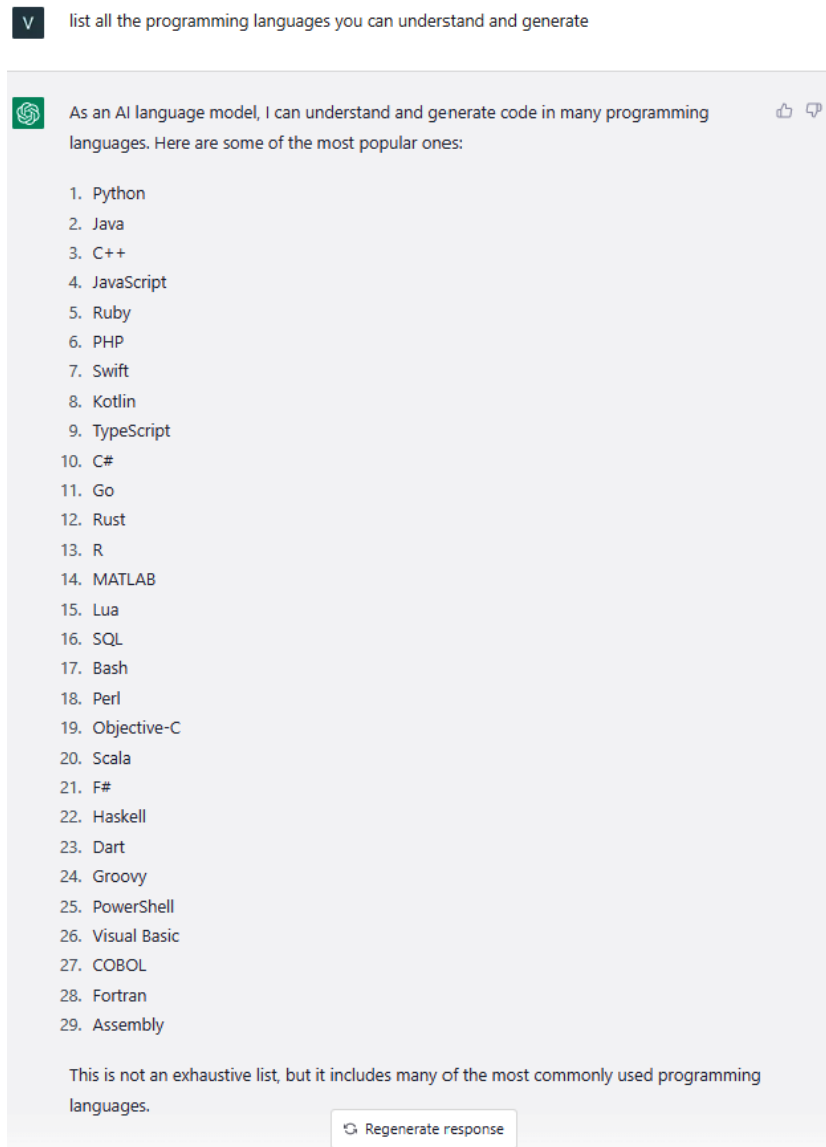 V
list all the programming languages you can understand and generate
As an AI language model, I can understand and generate code in many programming
languages. Here are some of the most popular ones:
1. Python
2. Java
3. C++
4. JavaScript
5. Ruby
6. PHP
7. Swift
8. Kotlin
9. TypeScript
10. C#
11. Go
12. Rust
13. R
14. MATLAB
15. Lua
16. SQL
17. Bash
18. Perl
19. Objective-C
20. Scala
21. F#
22. Haskell
23. Dart
24. Groovy
25. PowerShell
26. Visual Basic
27. COBOL
28. Fortran
29. Assembly
This is not an exhaustive list, but it includes many of the most commonly used programming
languages.
Regenerate response